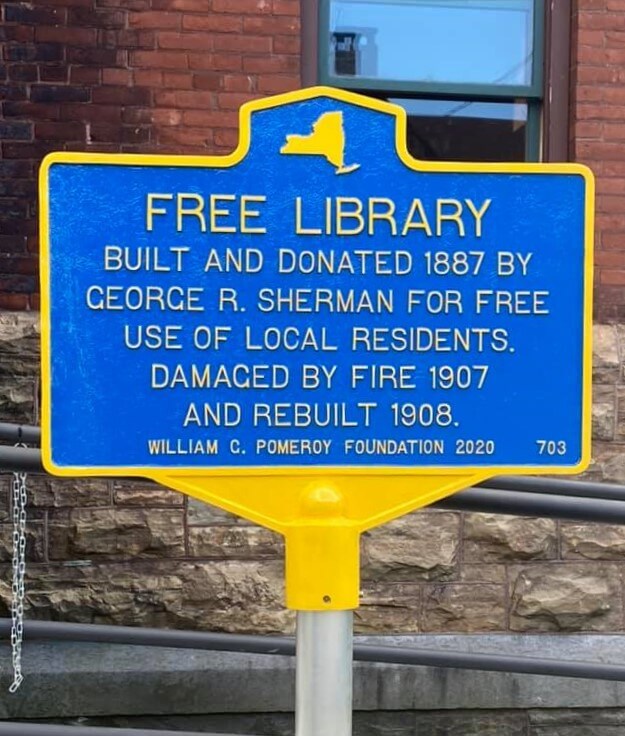 FREE LIBRARY
BUILT AND DONATED 1887 BY
GEORGE R. SHERMAN FOR FREE
USE OF LOCAL RESIDENTS.
DAMAGED BY FIRE 1907
AND REBUILT 1908.
WILLIAM G. POMEROY FOUNDATION 2020 703